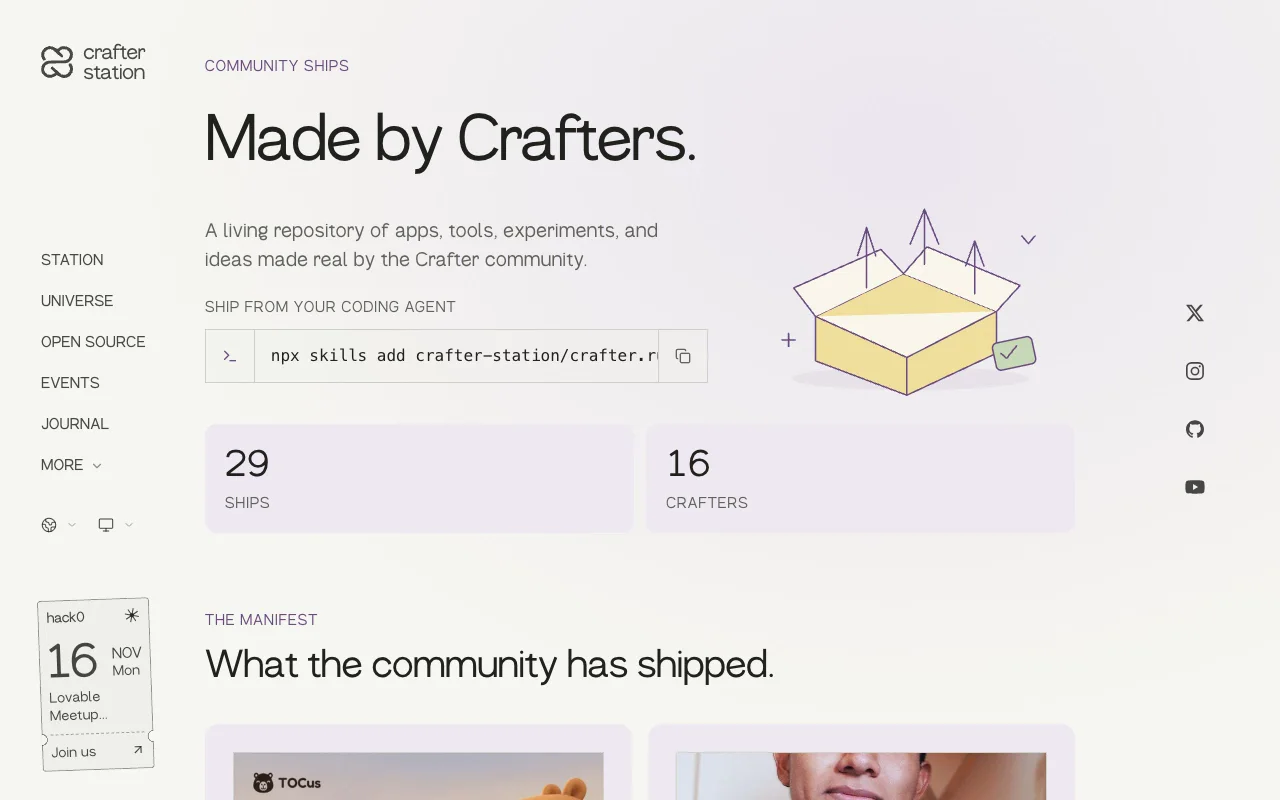 crafter
station
STATION
UNIVERSE
OPEN SOURCE
EVENTS
JOURNAL
MORE
hack0
16
NOV
Mon
Lovable
Meetup...
Join us
COMMUNITY SHIPS
Made by Crafters.
A living repository of apps, tools, experiments, and
ideas made real by the Crafter community.
SHIP FROM YOUR CODING AGENT
>_ npx skills add crafter-station/crafter.r
29
SHIPS
16
CRAFTERS
THE MANIFEST
What the community has shipped.
TOCus